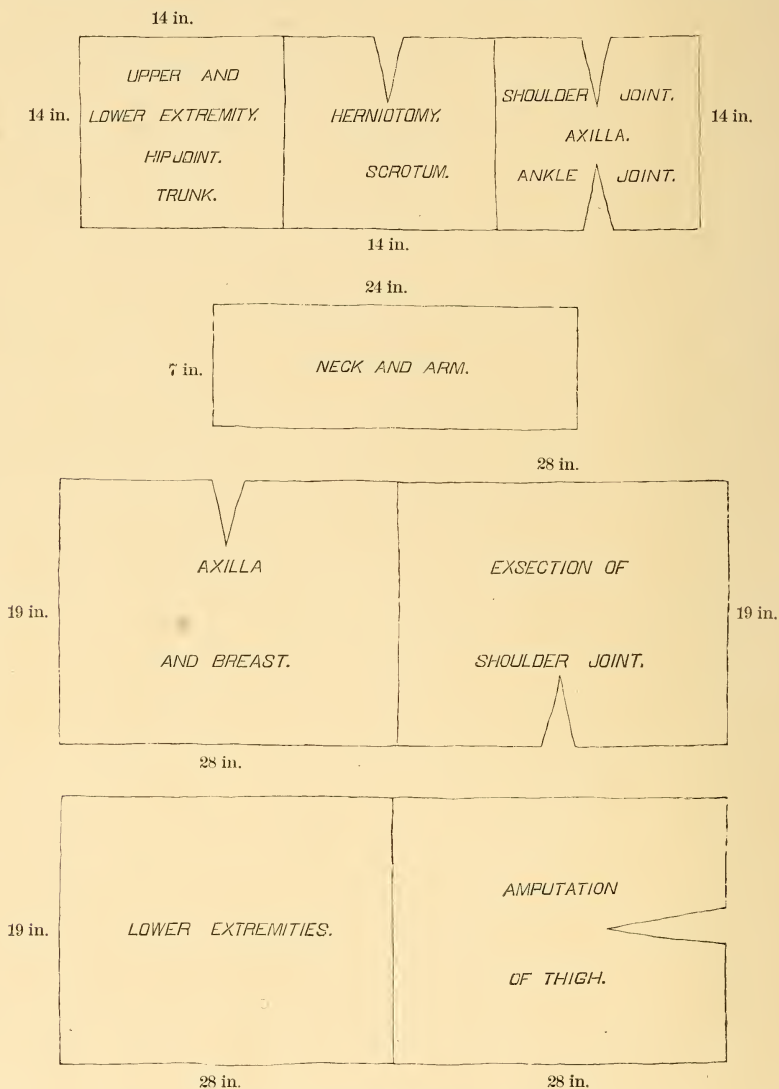 14 in.
14 in.
UPPER AND
LOWER EXTREMITY.
HIP JOINT.
TRUNK.
HERNIOTOMY.
SCROTUM.
SHOULDER JOINT.
AXILLA.
ANKLE JOINT.
14 in.
14 in.
24 in.
7 in.
NECK AND ARM.
28 in.
19 in.
AXILLA
AND BREAST.
EXSECTION OF
SHOULDER JOINT.
19 in.
28 in.
19 in.
LOWER EXTREMITIES.
AMPUTATION
OF THIGH.
28 in.
28 in.